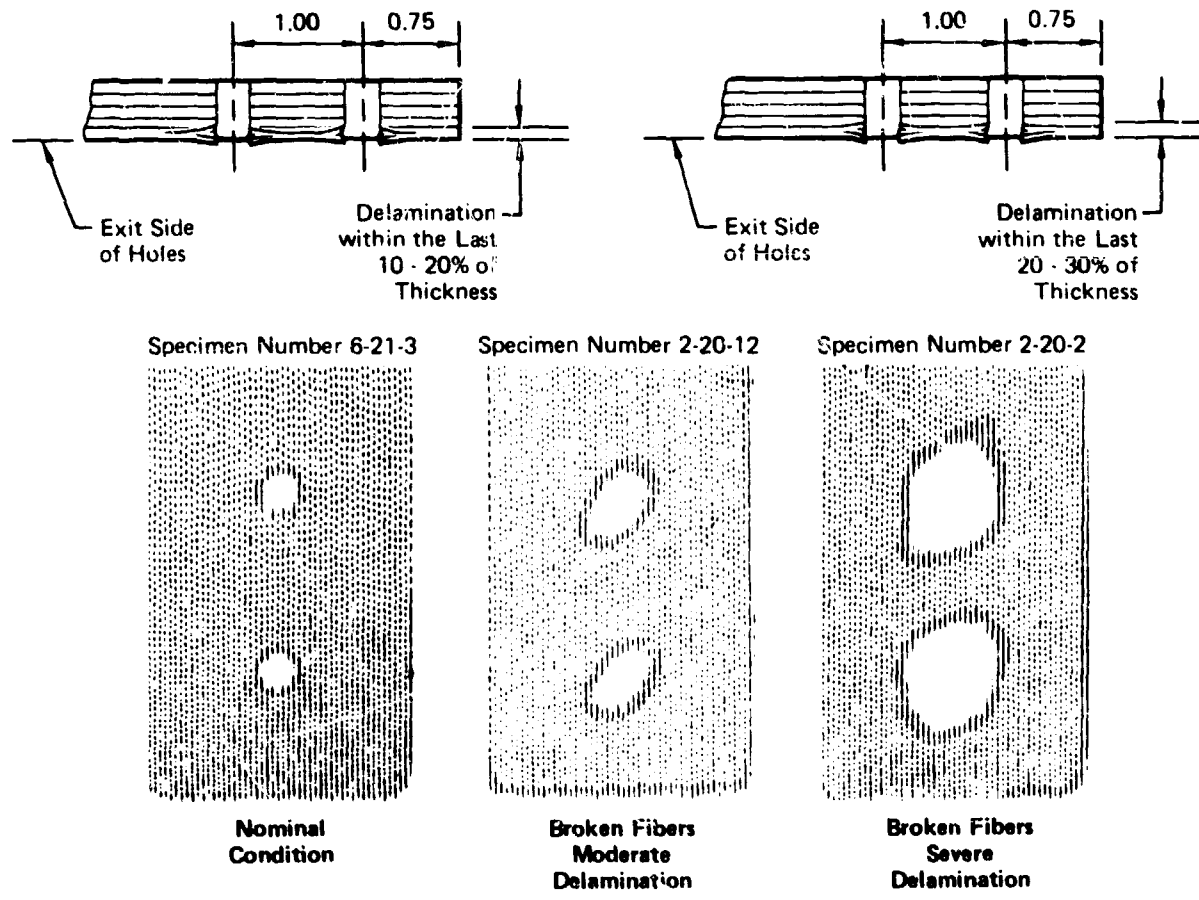 1.00 0.75
Exit Side
of Holes
Delamination
within the Last
10 - 20% of
Thickness
1.00 0.75
Exit Side
of Holes
Delamination
within the Last
20 - 30% of
Thickness
Specimen Number 6-21-3
Specimen Number 2-20-12
Specimen Number 2-20-2
Nominal
Condition
Broken Fibers
Moderate
Delamination
Broken Fibers
Severe
Delamination